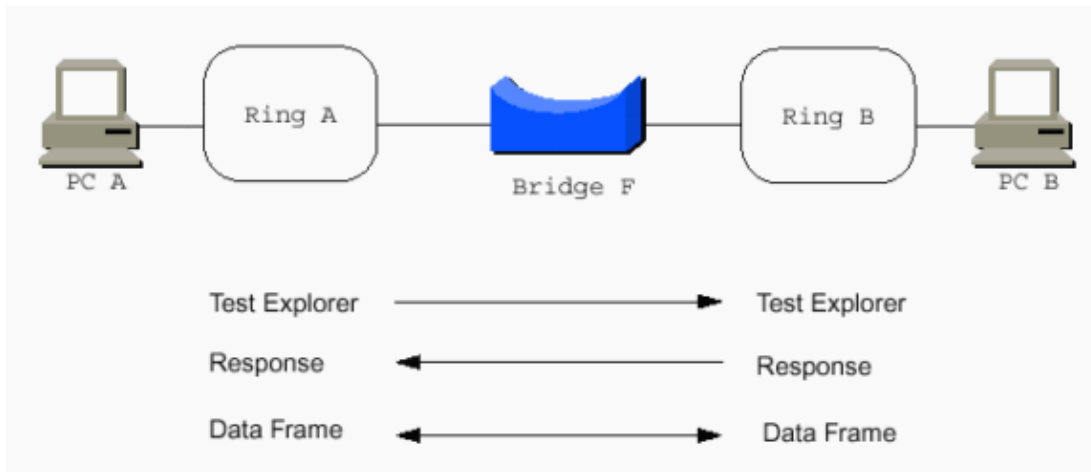 Ring A
Ring B
PC A
Bridge F
PC B
Test Explorer Test Explorer
Response Response
Data Frame Data Frame